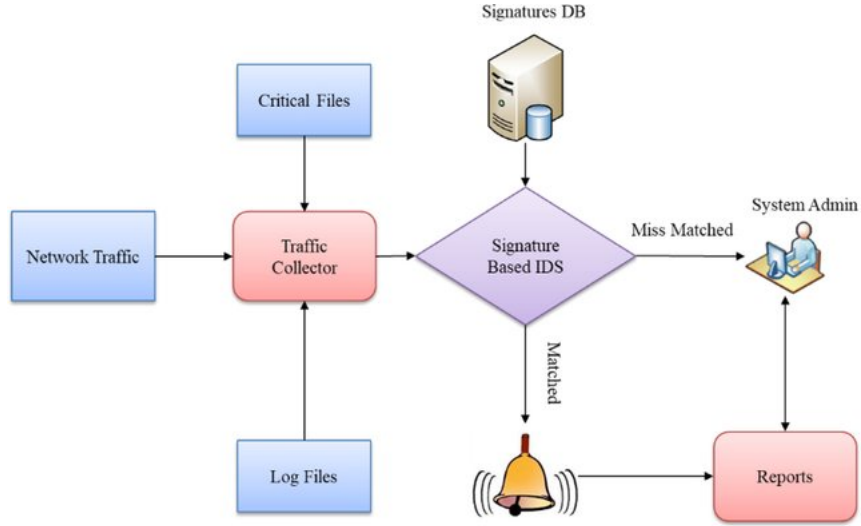 Signatures DB
Critical Files
System Admin
Network Traffic
Traffic
Collector
Signature
Based IDS
Miss Matched
Matched
Log Files
Reports